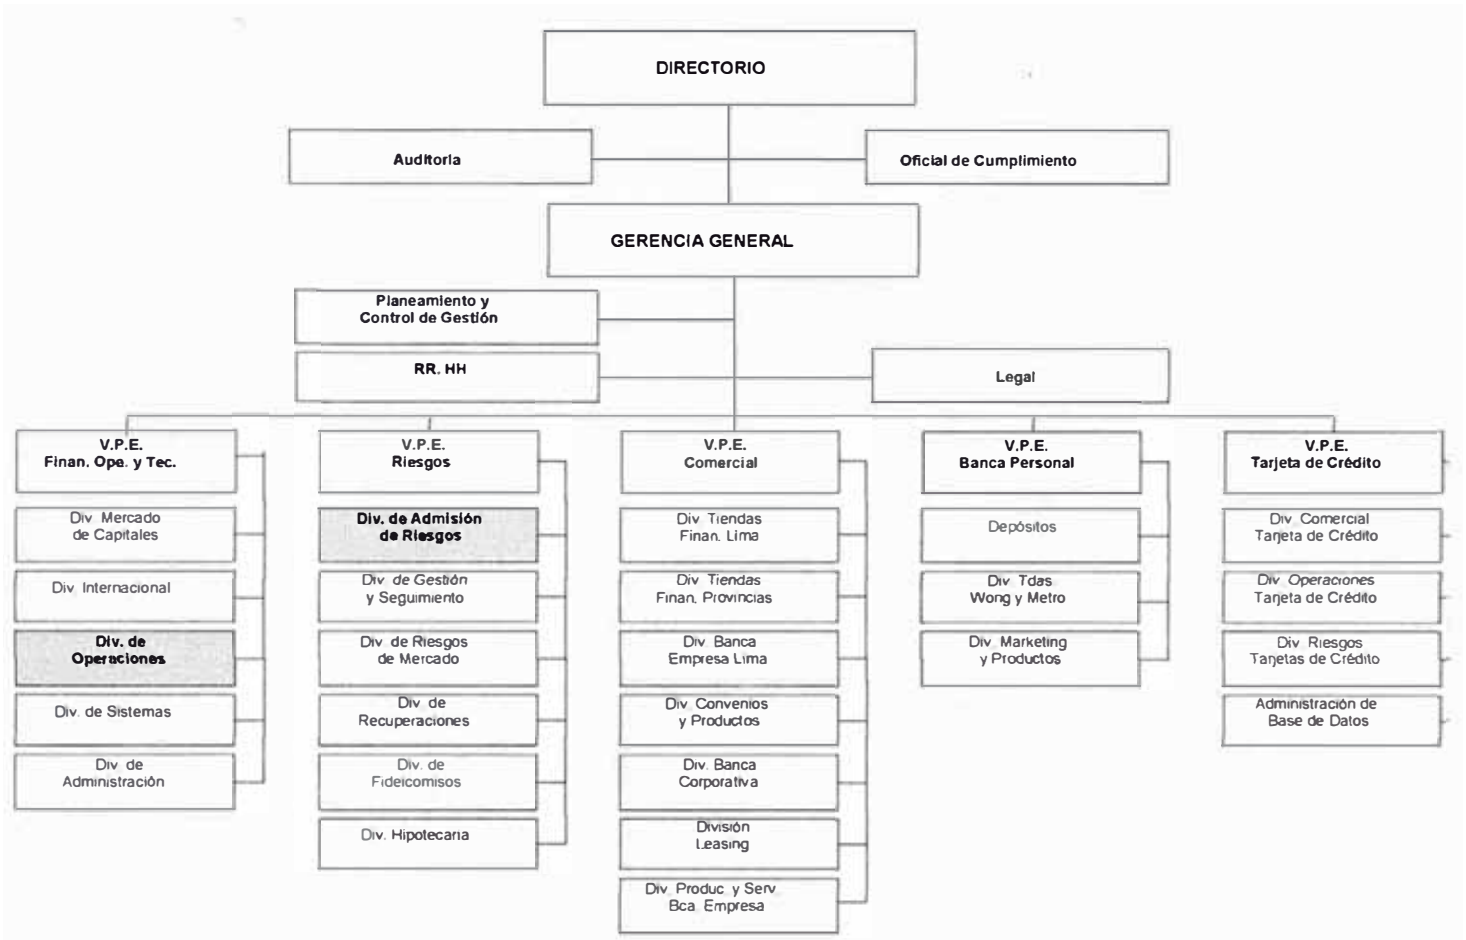 DIRECTORIO
Auditoría
Oficial de Cumplimiento
GERENCIA GENERAL
Planeamiento y
Control de Gestión
RR. HH
Legal
V.P.E.
Finan. Ope. y Tec.
Div. Mercado
de Capitales
Div. Internacional
Div. de
Operaciones
Div. de Sistemas
Div. de
Administración
V.P.E.
Riesgos
Div. de Admisión
de Riesgos
Div. de Gestión
y Seguimiento
Div. de Riesgos
de Mercado
Div. de
Recuperaciones
Div. de
Fideicomisos
Div. Hipotecaria
V.P.E.
Comercial
Div. Tiendas
Finan. Lima
Div. Tiendas
Finan. Provincias
Div. Banca
Empresa Lima
Div. Convenios
y Productos
Div. Banca
Corporativa
División
Leasing
Div. Produc. y Serv.
Bca. Empresa
V.P.E.
Banca Personal
Depósitos
Div. Tdas
Wong y Metro
Div. Marketing
y Productos
V.P.E.
Tarjeta de Crédito
Div. Comercial
Tarjeta de Crédito
Div. Operaciones
Tarjeta de Crédito
Div. Riesgos
Tarjetas de Crédito
Administración de
Base de Datos